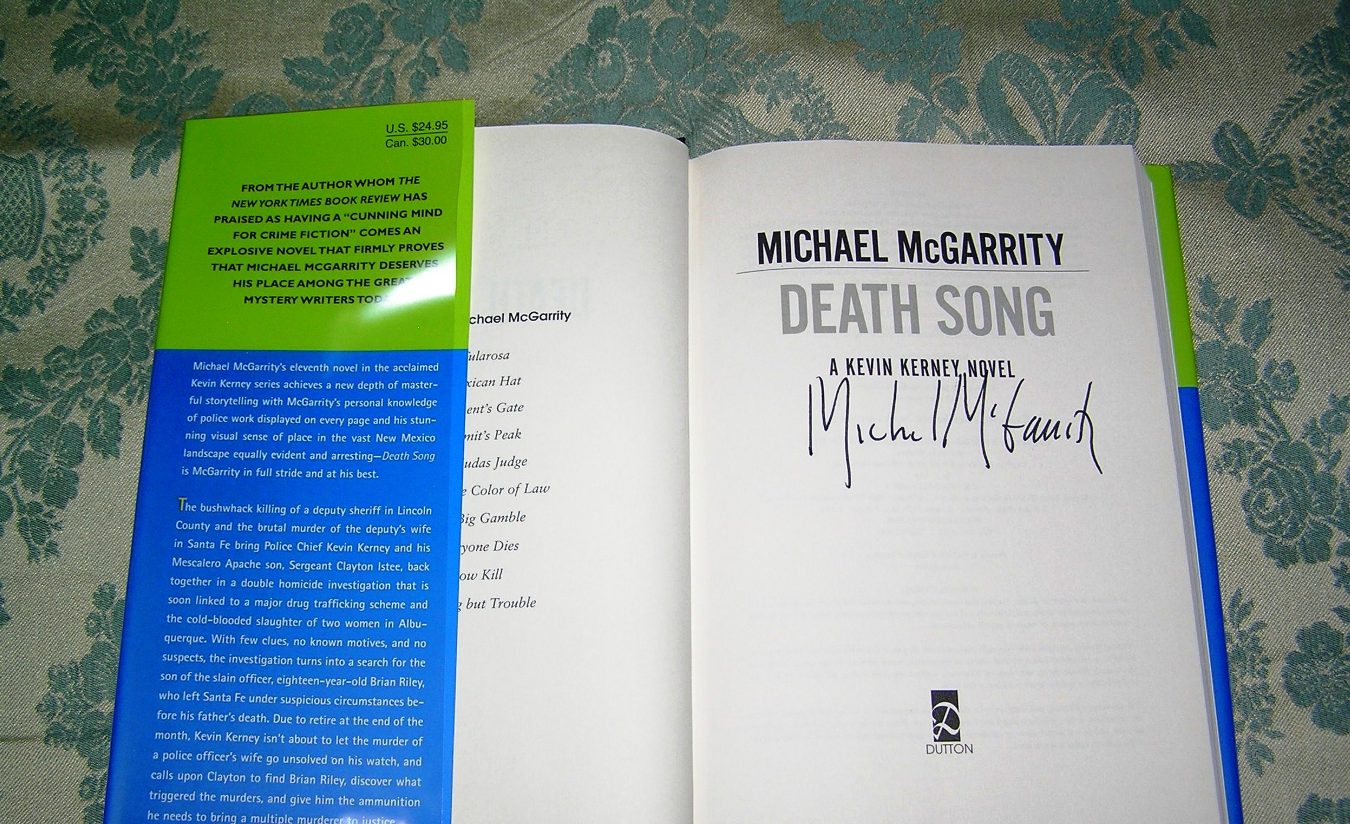 U.S. $24.95
Can. $30.00
FROM THE AUTHOR WHOM THE
NEW YORK TIMES BOOK REVIEW HAS
PRAISED AS HAVING A “CUNNING MIND
FOR CRIME FICTION” COMES AN
EXPLOSIVE NOVEL THAT FIRMLY PROVES
THAT MICHAEL MCGARRITY DESERVES
HIS PLACE AMONG THE GREAT
MYSTERY WRITERS
Michael McGarrity's eleventh novel in the acclaimed
Kevin Kerney series achieves a new depth of master-
ful storytelling with McGarrity's personal knowledge
of police work displayed on every page and his stun-
ning visual sense of place in the vast New Mexico
landscape equally evident and arresting—Death Song
is McGarrity in full stride and at his best.
The bushwhack killing of a deputy sheriff in Lincoln
County and the brutal murder of the deputy's wife
in Santa Fe bring Police Chief Kevin Kerney and his
Mescalero Apache son, Sergeant Clayton Istee, back
together in a double homicide investigation that is
soon linked to a major drug trafficking scheme and
the cold-blooded slaughter of two women in Albu-
querque. With few clues, no known motives, and no
suspects, the investigation turns into a search for the
son of the slain officer, eighteen-year-old Brian Riley,
who left Santa Fe under suspicious circumstances be-
fore his father's death. Due to retire at the end of the
month, Kevin Kerney isn't about to let the murder of
a police officer's wife go unsolved on his watch, and
calls upon Clayton to find Brian Riley, discover what
triggered the murders, and give him the ammunition
he needs to bring a multiple murderer to justice
chael McGarrity
ularosa
xican Hat
ent's Gate
mit's Peak
udas Judge
e Color of Law
Big Gamble
yone Dies
ow Kill
g but Trouble
MICHAEL McGARRITY
DEATH SONG
A KEVIN KERNEY NOVEL
Michael McGarrity
D
DUTTON